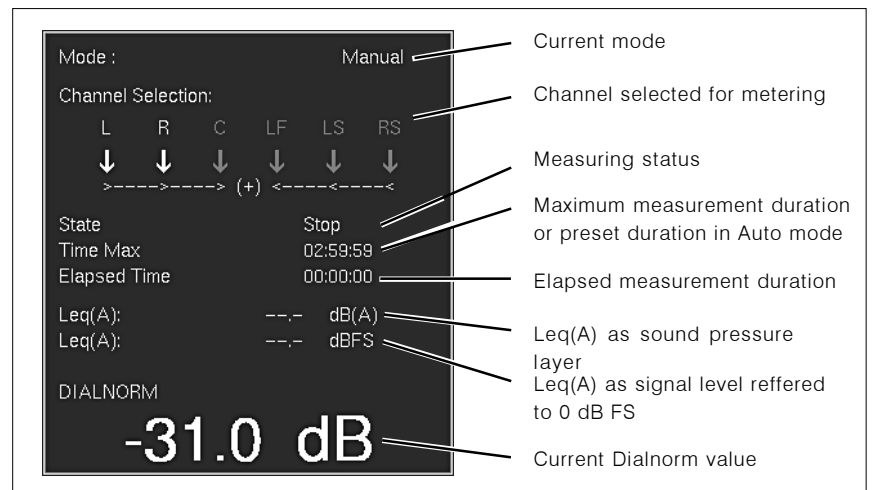 Mode : Manual
Current mode
Channel Selection:
Channel selected for metering
L R C LF LS RS
>---->----> (+) <----<----<
Measuring status
State Stop
Time Max 02:59:59
Maximum measurement duration
or preset duration in Auto mode
Elapsed Time 00:00:00
Elapsed measurement duration
Leq(A): --.- dB(A)
Leq(A) as sound pressure
layer
Leq(A): --.- dBFS
Leq(A) as signal level reffered
to 0 dB FS
DIALNORM
-31.0 dB
Current Dialnorm value